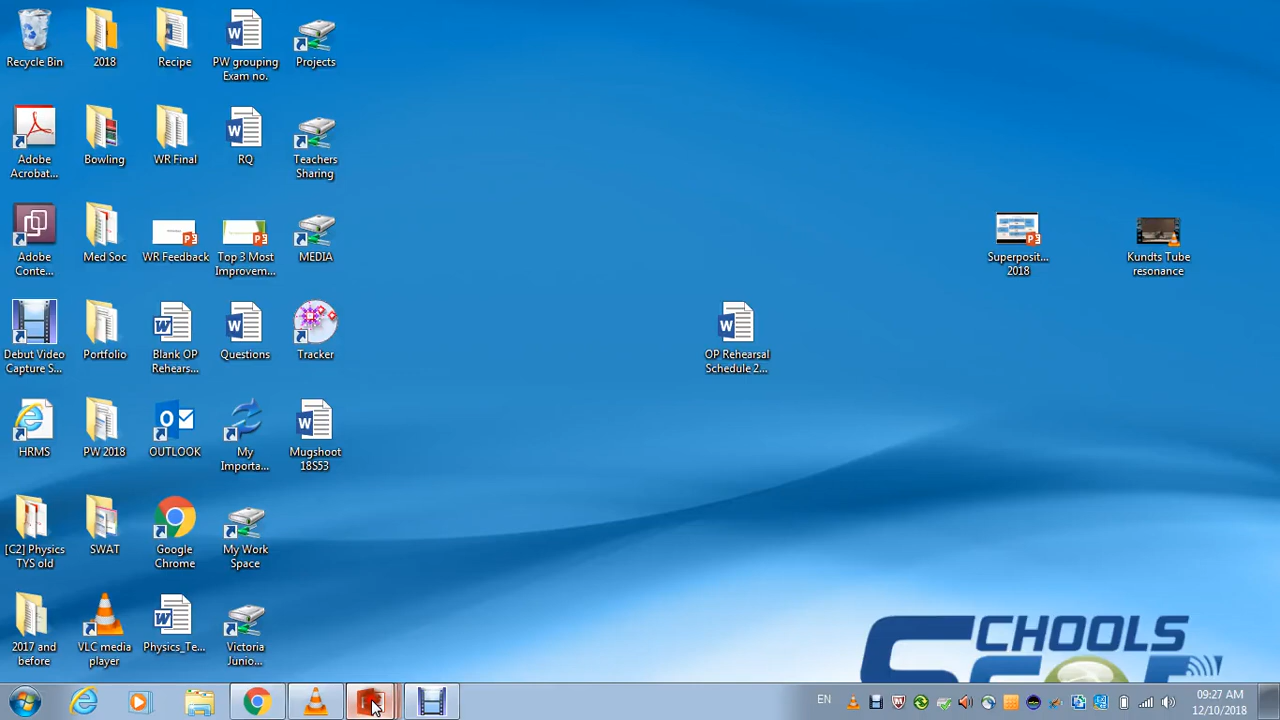 Recycle Bin
2018
Recipe
PW grouping
Exam no.
Projects
Adobe
Acrobat...
Bowling
WR Final
RQ
Teachers
Sharing
Adobe
Conte...
Med Soc
WR Feedback
Top 3 Most
Improvem...
MEDIA
Superposit...
2018
Kundts Tube
resonance
Debut Video
Capture S...
Portfolio
Blank OP
Rehears...
Questions
Tracker
OP Rehearsal
Schedule 2...
HRMS
PW 2018
OUTLOOK
My
Importa...
Mugshoot
18S53
[C2] Physics
TYS old
SWAT
Google
Chrome
My Work
Space
2017 and
before
VLC media
player
Physics_Te...
Victoria
Junio...
SCHOOLS
EN
09:27 AM
12/10/2018